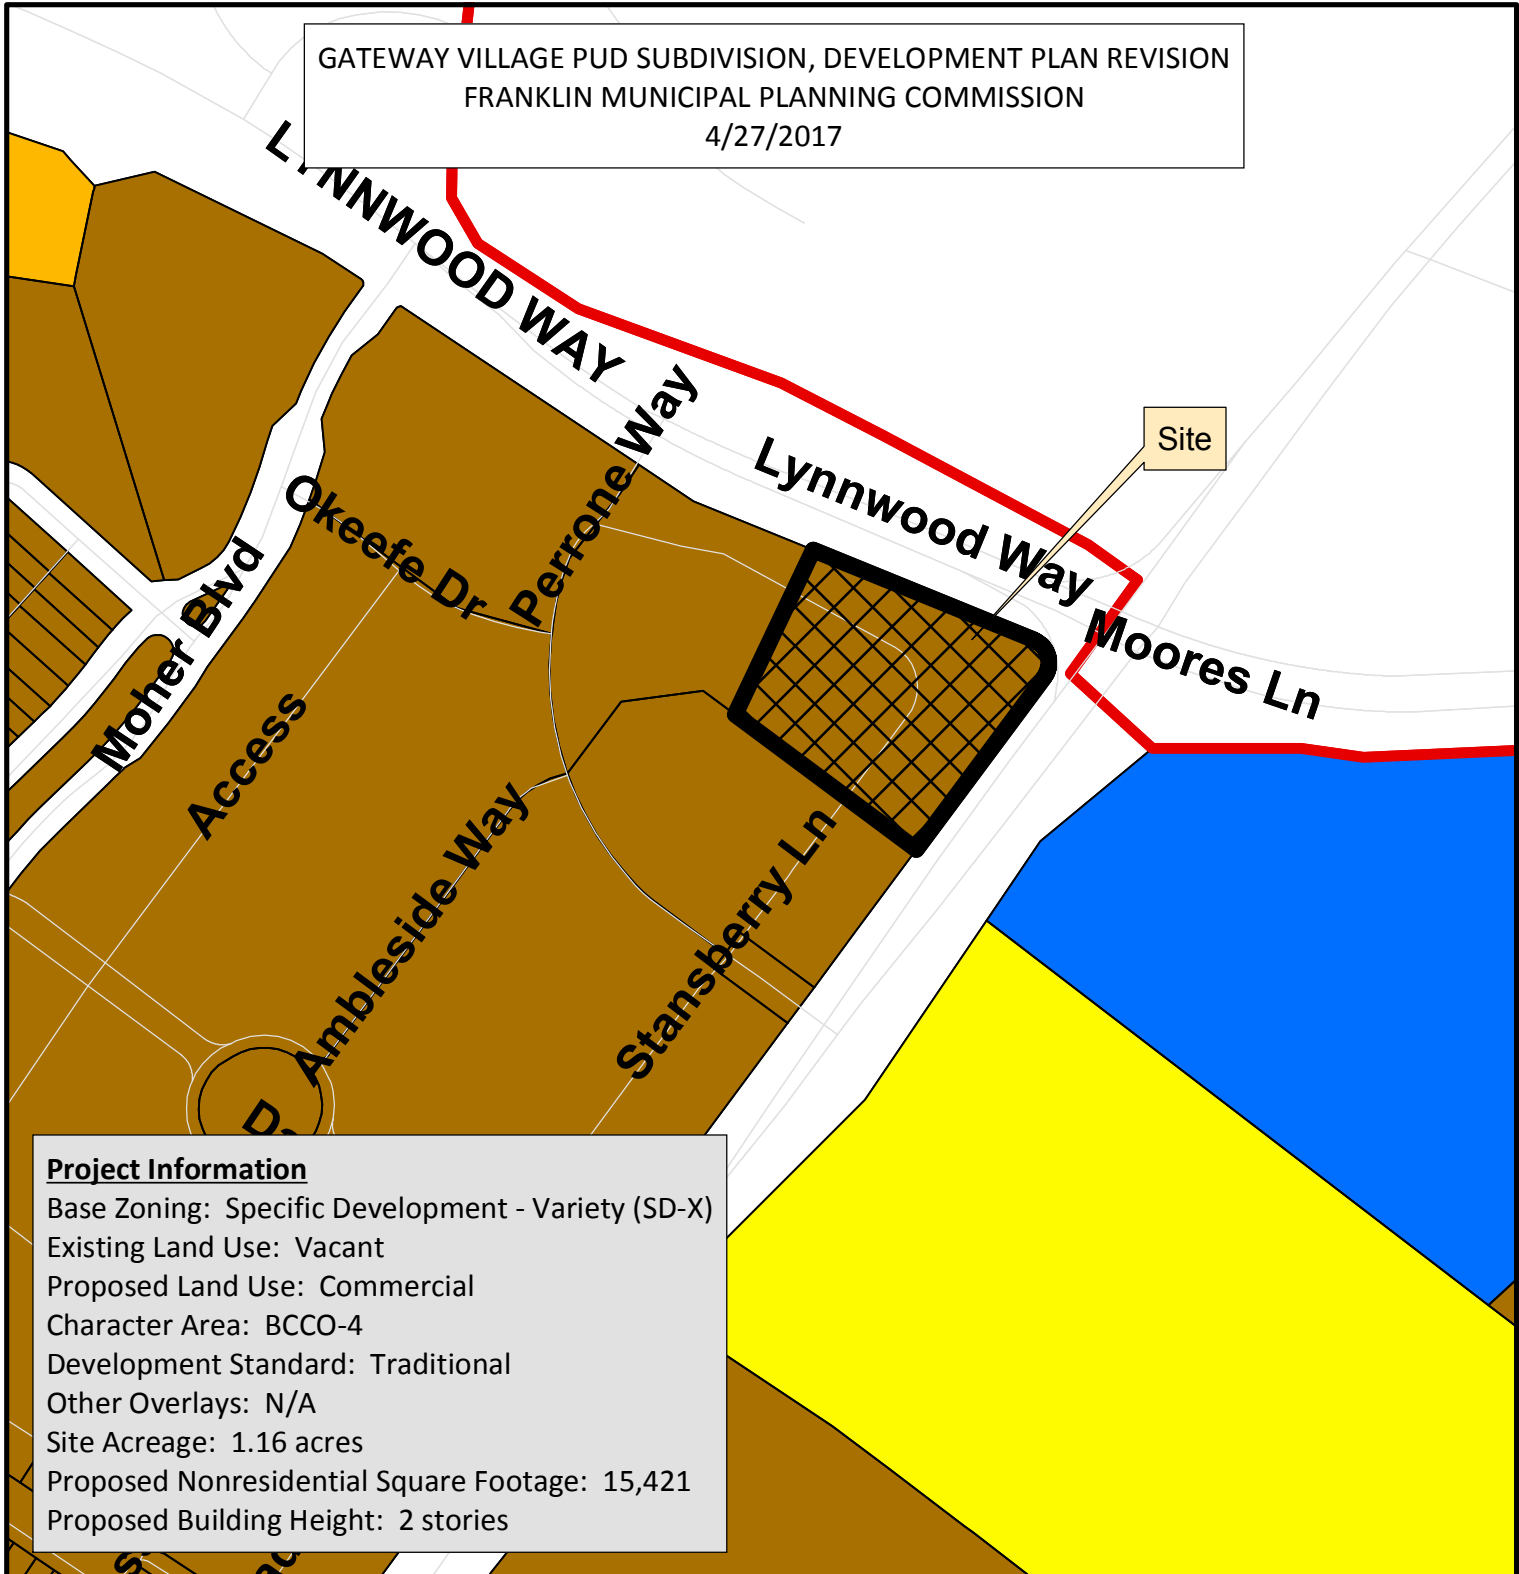 GATEWAY VILLAGE PUD SUBDIVISION, DEVELOPMENT PLAN REVISION
FRANKLIN MUNICIPAL PLANNING COMMISSION
4/27/2017
LYNNWOOD WAY
Perrone Way
Site
Lynnwood Way
Okeefe Dr
Moores Ln
Moher Blvd
Access
Ambleside Way
Stansberry Ln
Project Information
Base Zoning: Specific Development - Variety (SD-X)
Existing Land Use: Vacant
Proposed Land Use: Commercial
Character Area: BCCO-4
Development Standard: Traditional
Other Overlays: N/A
Site Acreage: 1.16 acres
Proposed Nonresidential Square Footage: 15,421
Proposed Building Height: 2 stories